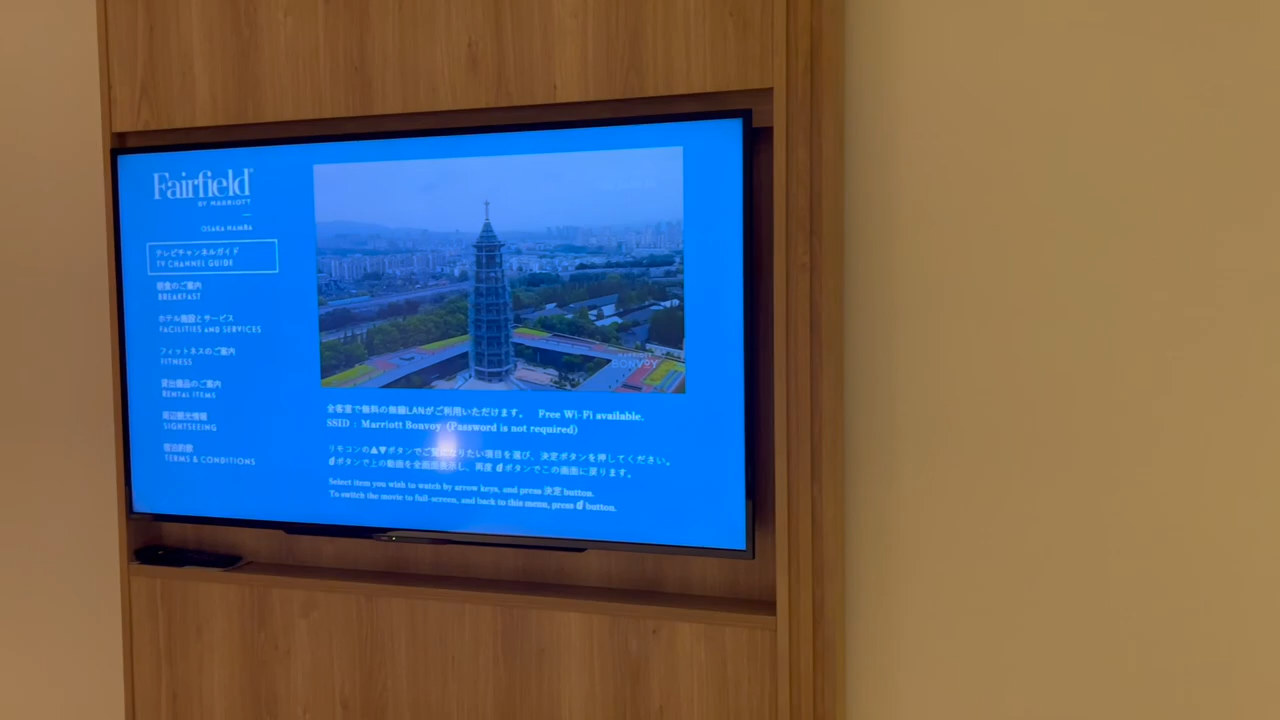 Fairfield
BY MARRIOTT
OSAKA NAMBA
テレビチャンネルガイド
TV CHANNEL GUIDE
朝食のご案内
BREAKFAST
ホテル施設とサービス
FACILITIES AND SERVICES
フィットネスのご案内
FITNESS
貸出備品のご案内
RENTAL ITEMS
周辺観光情報
SIGHTSEEING
宿泊約款
TERMS & CONDITIONS
MARRIOTT
BONVOY
全客室で無料の無線LANがご利用いただけます。 Free Wi-Fi available.
SSID : Marriott Bonvoy (Password is not required)
リモコンの▲▼ボタンでご覧になりたい項目を選び、決定ボタンを押してください。
dボタンで上の動画を全画面表示し、再度 dボタンでこの画面に戻ります。
Select item you wish to watch by arrow keys, and press 決定 button.
To switch the movie to full-screen, and back to this menu, press d button.